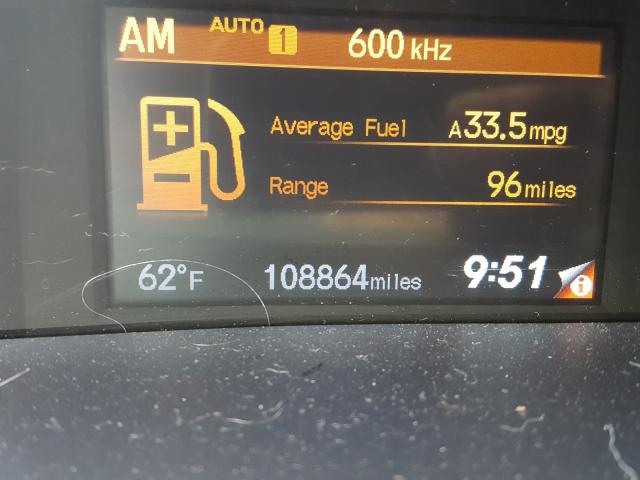 AM AUTO 1 600 kHz
Average Fuel A33.5mpg
Range 96miles
62°F 108864miles 9:51 i